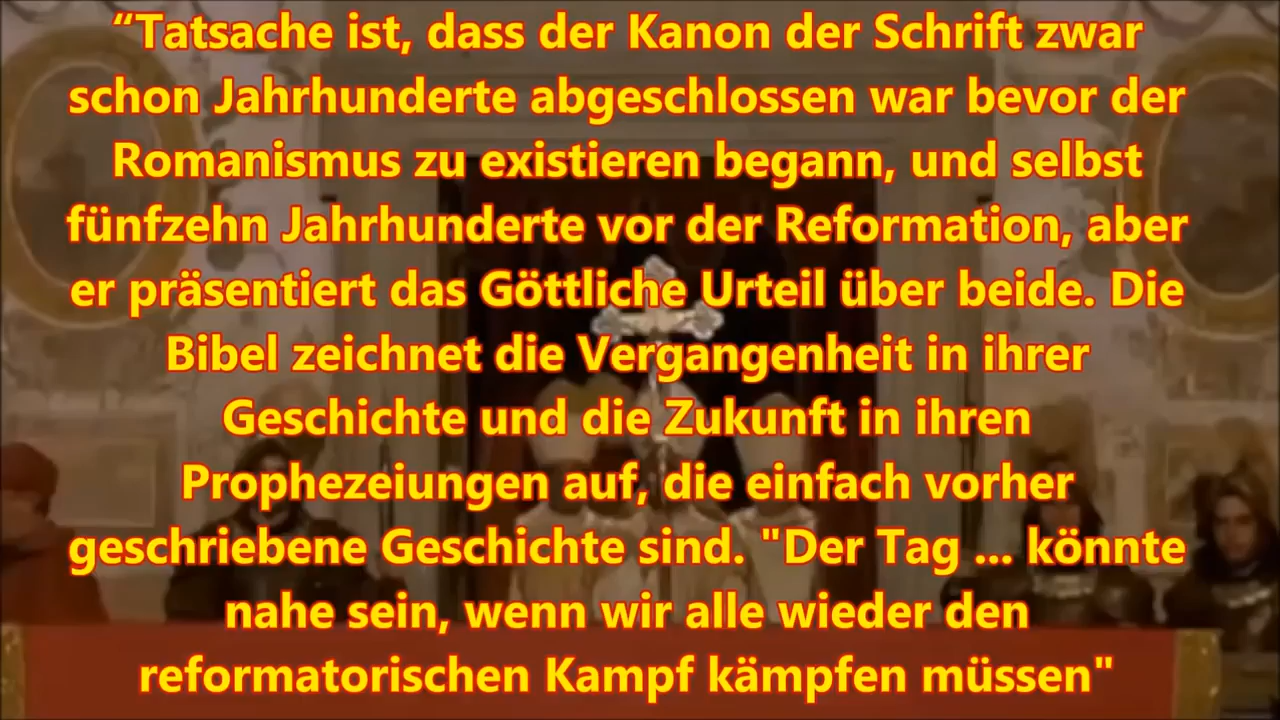 “Tatsache ist, dass der Kanon der Schrift zwar
schon Jahrhunderte abgeschlossen war bevor der
Romanismus zu existieren begann, und selbst
fünfzehn Jahrhunderte vor der Reformation, aber
er präsentiert das Göttliche Urteil über beide. Die
Bibel zeichnet die Vergangenheit in ihrer
Geschichte und die Zukunft in ihren
Prophezeiungen auf, die einfach vorher
geschriebene Geschichte sind. "Der Tag ... könnte
nahe sein, wenn wir alle wieder den
reformatorischen Kampf kämpfen müssen"